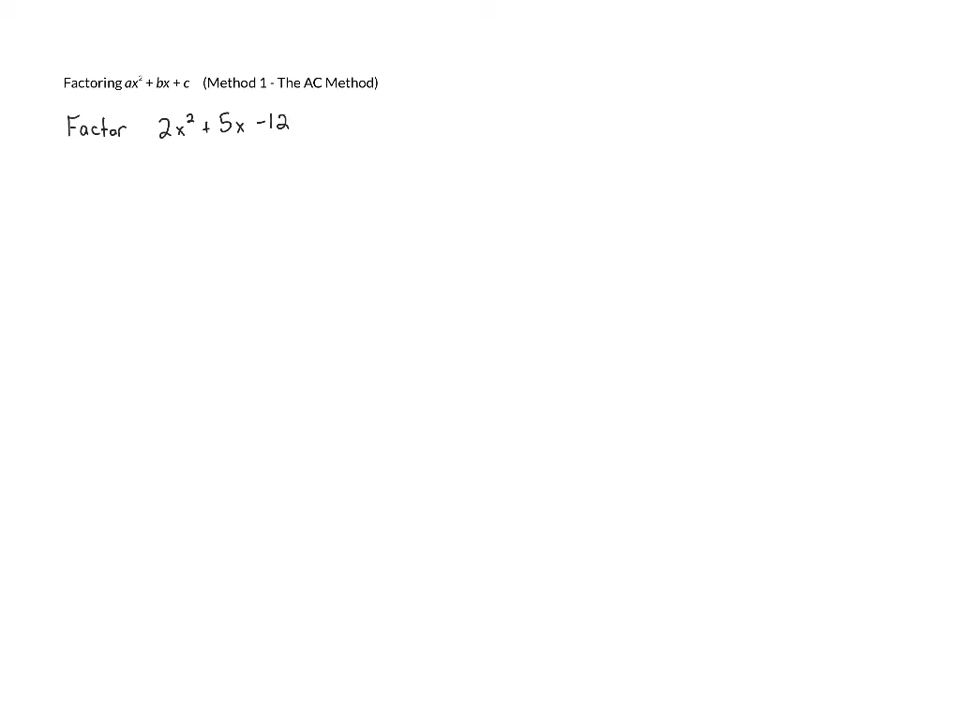 Factoring ax² + bx + c (Method 1 - The AC Method)
Factor 2x² + 5x -12